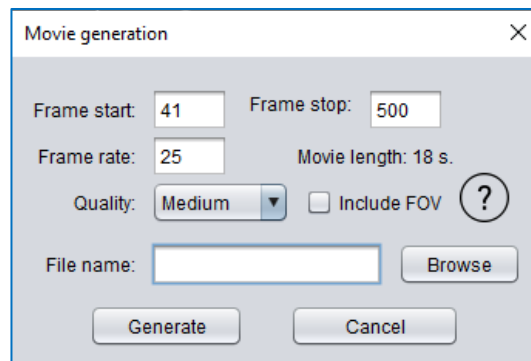 Movie generation
Frame start: 41 Frame stop: 500
Frame rate: 25 Movie length: 18 s.
Quality: Medium Include FOV ?
File name: Browse
Generate Cancel